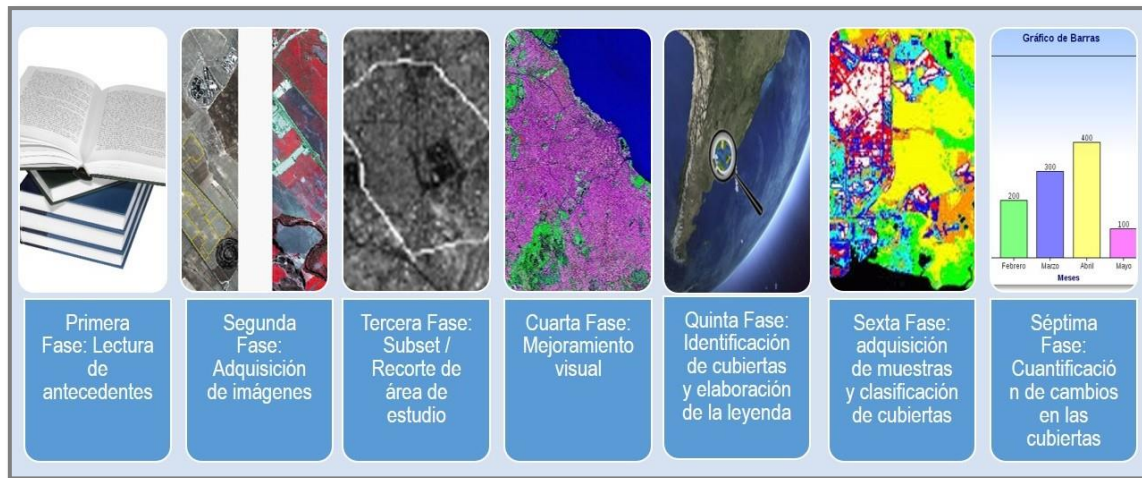 Gráfico de Barras
400
300
200
100
Febrero
Marzo
Abril
Mayo
Meses
Primera
Fase: Lectura
de
antecedentes
Segunda
Fase:
Adquisición
de imágenes
Tercera Fase:
Subset /
Recorte de
área de
estudio
Cuarta Fase:
Mejoramiento
visual
Quinta Fase:
Identificación
de cubiertas
y elaboración
de la leyenda
Sexta Fase:
adquisición
de muestras
y clasificación
de cubiertas
Séptima
Fase:
Cuantificació
n de cambios
en las
cubiertas